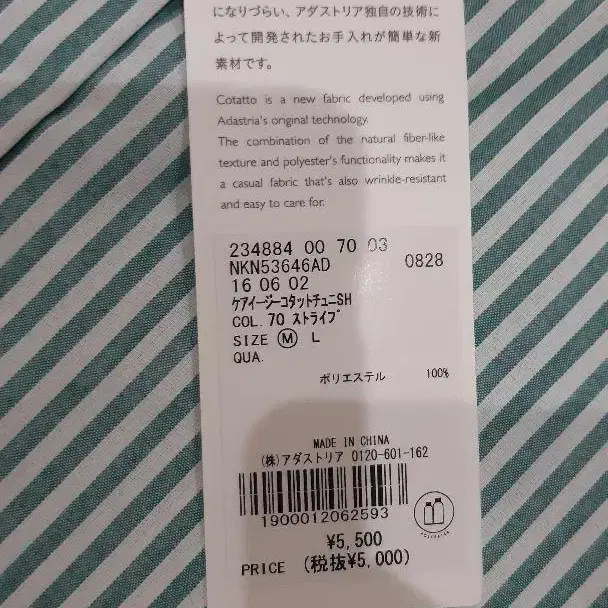 になりづらい、アダストリア独自の技術に
よって開発されたお手入れが簡単な新
素材です。
Cotatto is a new fabric developed using
Adastria's original technology.
The combination of the natural fiber-like
texture and polyester's functionality makes it
a casual fabric that's also wrinkle-resistant
and easy to care for.
234884 00 70 03
NKN53646AD 0828
16 06 02
ケアイージーコタットチュニSH
COL. 70 ストライプ
SIZE Ⓜ L
QUA.
ポリエステル 100%
MADE IN CHINA
(株)アダストリア 0120-601-162
1900012062593
¥5,500
PRICE (税抜¥5,000)